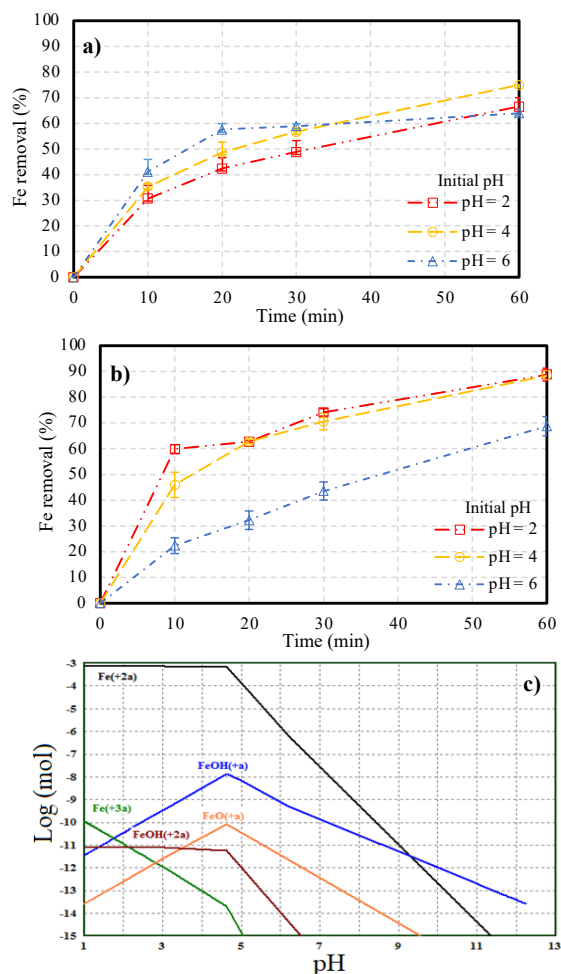 a)
Fe removal (%)
100
90
80
70
60
50
40
30
20
10
0
Initial pH
pH = 2
pH = 4
pH = 6
0 10 20 30 40 50 60
Time (min)
b)
Fe removal (%)
100
90
80
70
60
50
40
30
20
10
0
Initial pH
pH = 2
pH = 4
pH = 6
0 10 20 30 40 50 60
Time (min)
c)
Log (mol)
-3
-4
-5
-6
-7
-8
-9
-10
-11
-12
-13
-14
-15
Fe(+2a)
FeOH(+a)
Fe(+3a)
FeO(+a)
FeOH(+2a)
1 3 5 7 9 11 13
pH